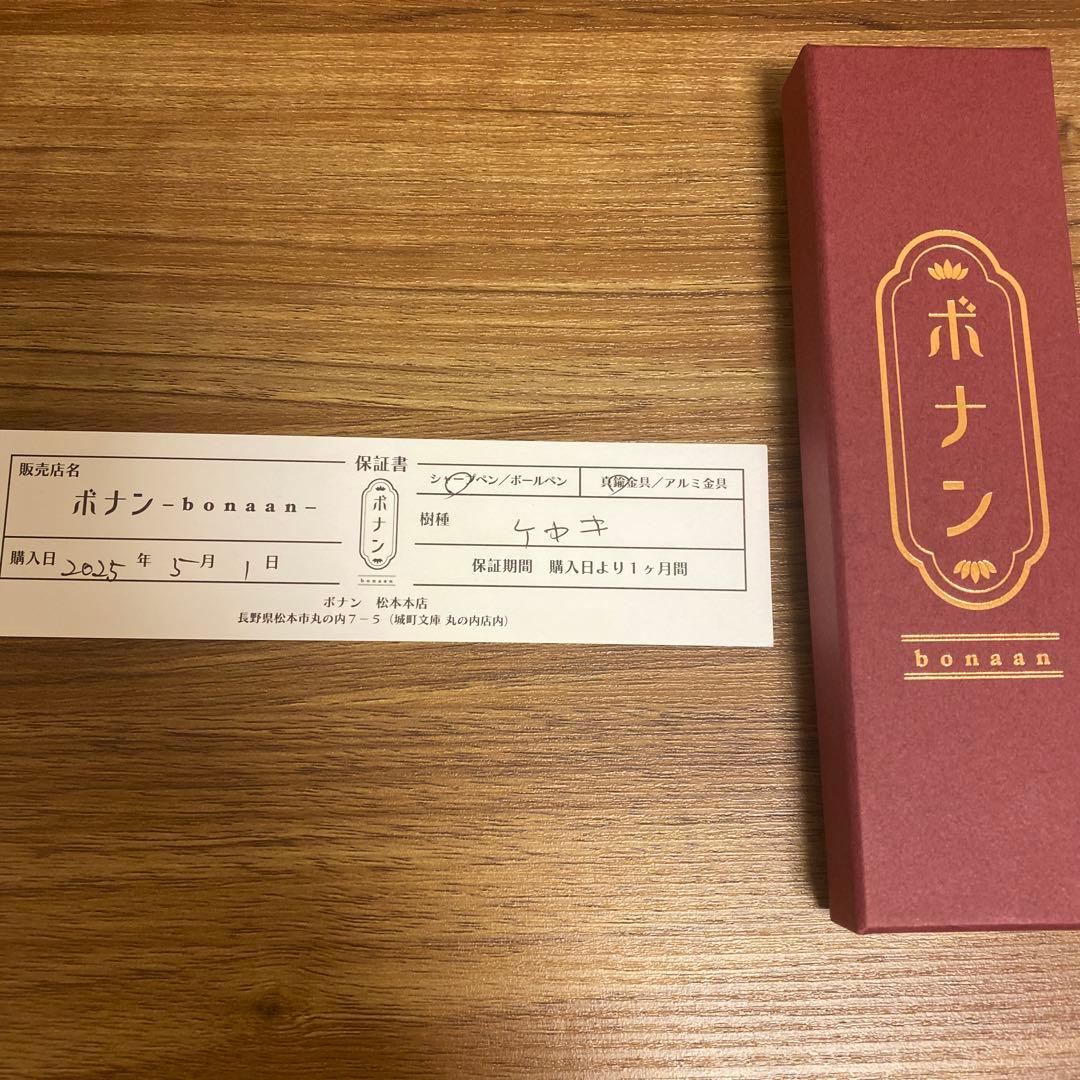 保証書
販売店名
ボナン-bonaan-
購入日 2025 年 5月 1日
シャープペン／ボールペン
真鍮金具／アルミ金具
樹種 ケヤキ
保証期間 購入日より1ヶ月間
ボナン
bonaan
ボナン 松本本店
長野県松本市丸の内7-5（城町文庫 丸の内店内）
ボナン
bonaan